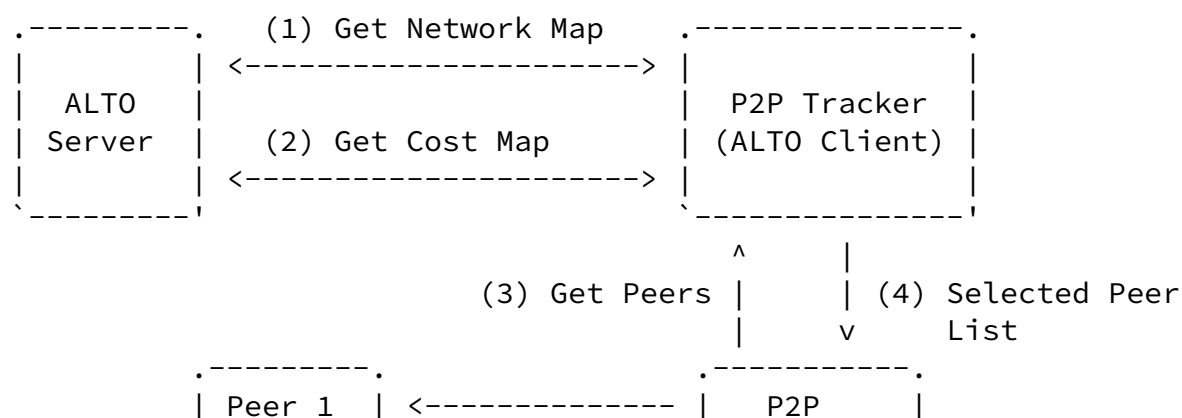 (1) Get Network Map
ALTO P2P Tracker
Server (2) Get Cost Map (ALTO Client)
(3) Get Peers (4) Selected Peer
List
Peer 1 P2P